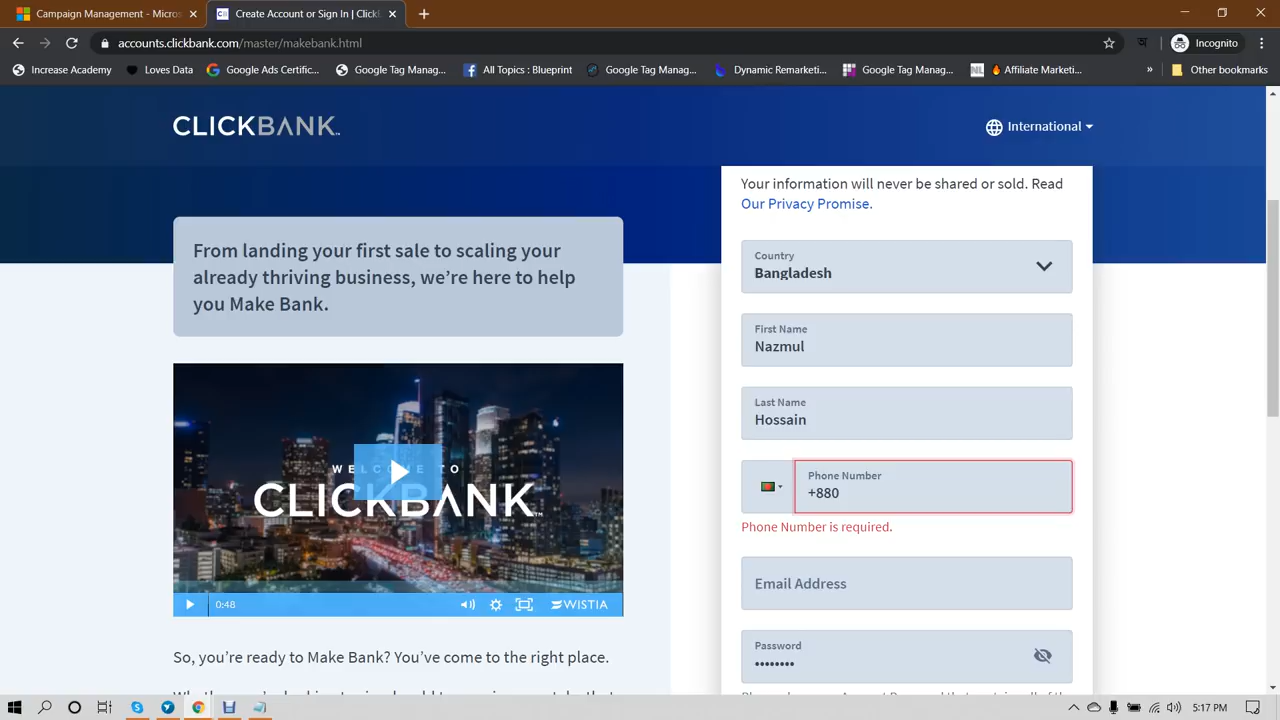 Campaign Management - Micros
Create Account or Sign In | Click
accounts.clickbank.com/master/makebank.html
Incognito
Increase Academy
Loves Data
Google Ads Certific...
Google Tag Manag...
All Topics : Blueprint
Google Tag Manag...
Dynamic Remarketi...
Google Tag Manag...
Affiliate Marketi...
»
Other bookmarks
CLICKBANK™
International
Your information will never be shared or sold. Read
Our Privacy Promise.
From landing your first sale to scaling your
already thriving business, we’re here to help
you Make Bank.
Country
Bangladesh
First Name
Nazmul
Last Name
Hossain
Phone Number
+880
Phone Number is required.
Email Address
Password
••••••••
WELCOME TO
CLICKBANK™
0:48
WISTIA
So, you’re ready to Make Bank? You’ve come to the right place.
5:17 PM